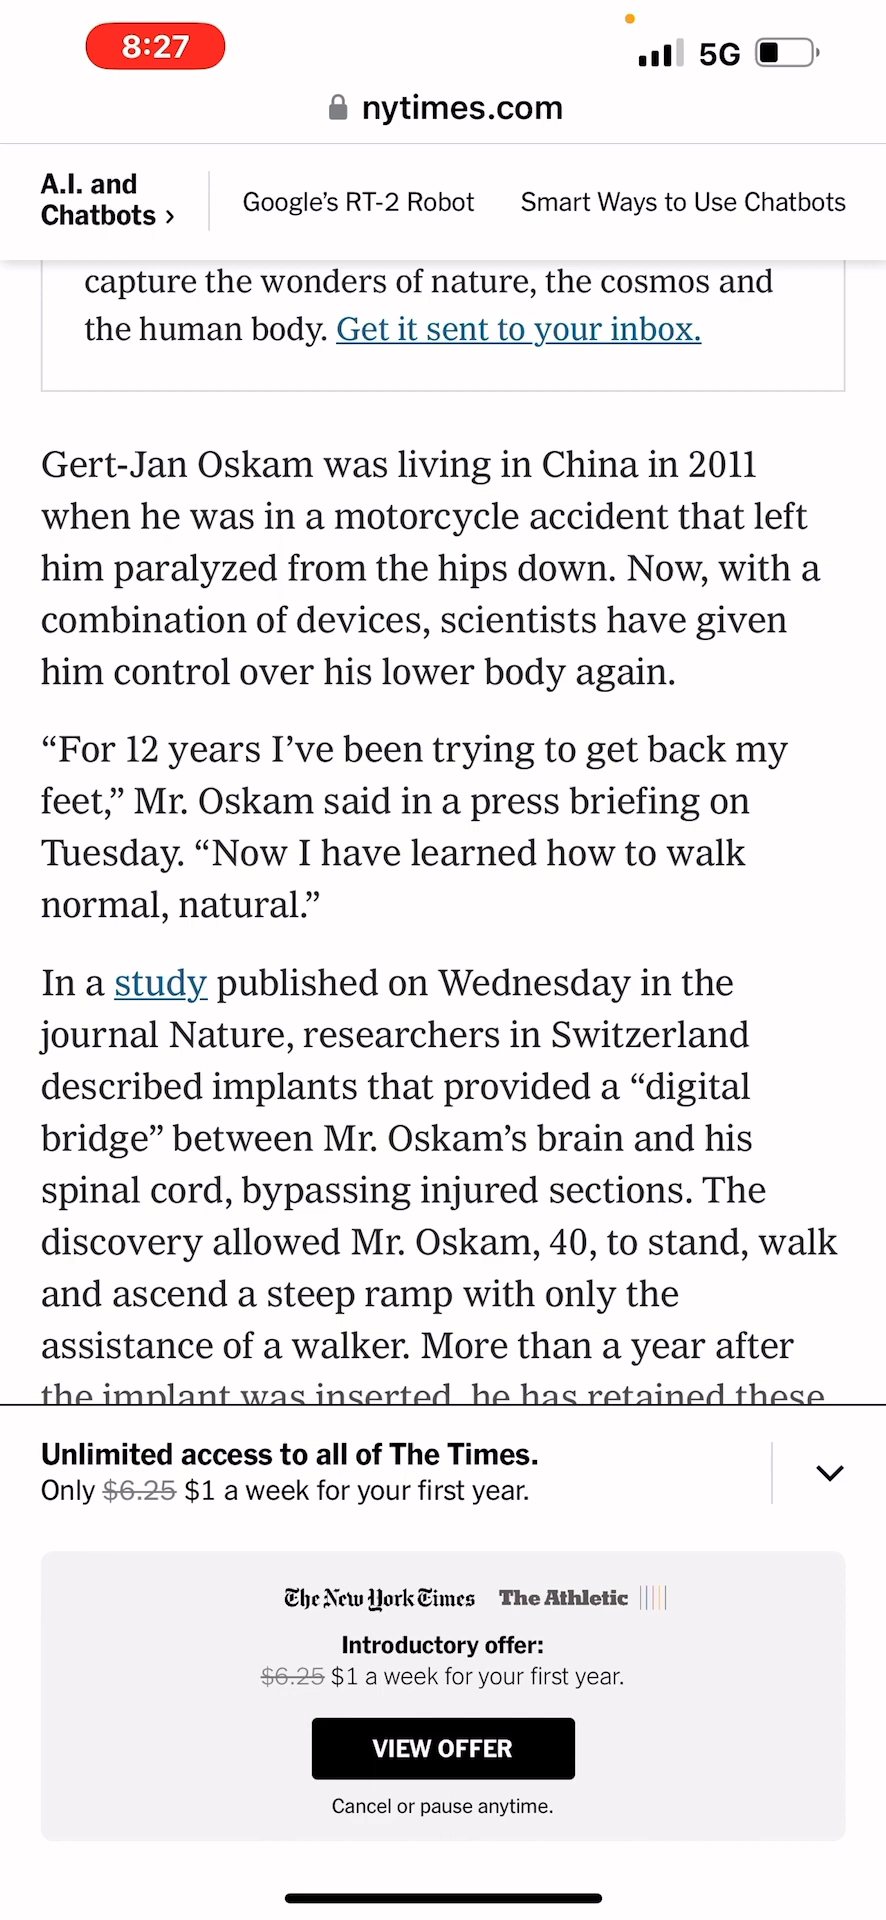 8:27
5G
nytimes.com
A.I. and
Chatbots ›
Google’s RT-2 Robot
Smart Ways to Use Chatbots
capture the wonders of nature, the cosmos and
the human body. Get it sent to your inbox.
Gert-Jan Oskam was living in China in 2011
when he was in a motorcycle accident that left
him paralyzed from the hips down. Now, with a
combination of devices, scientists have given
him control over his lower body again.
“For 12 years I’ve been trying to get back my
feet,” Mr. Oskam said in a press briefing on
Tuesday. “Now I have learned how to walk
normal, natural.”
In a study published on Wednesday in the
journal Nature, researchers in Switzerland
described implants that provided a “digital
bridge” between Mr. Oskam’s brain and his
spinal cord, bypassing injured sections. The
discovery allowed Mr. Oskam, 40, to stand, walk
and ascend a steep ramp with only the
assistance of a walker. More than a year after
the implant was inserted, he has retained these
Unlimited access to all of The Times.
Only $6.25 $1 a week for your first year.
The New York Times The Athletic
Introductory offer:
$6.25 $1 a week for your first year.
VIEW OFFER
Cancel or pause anytime.